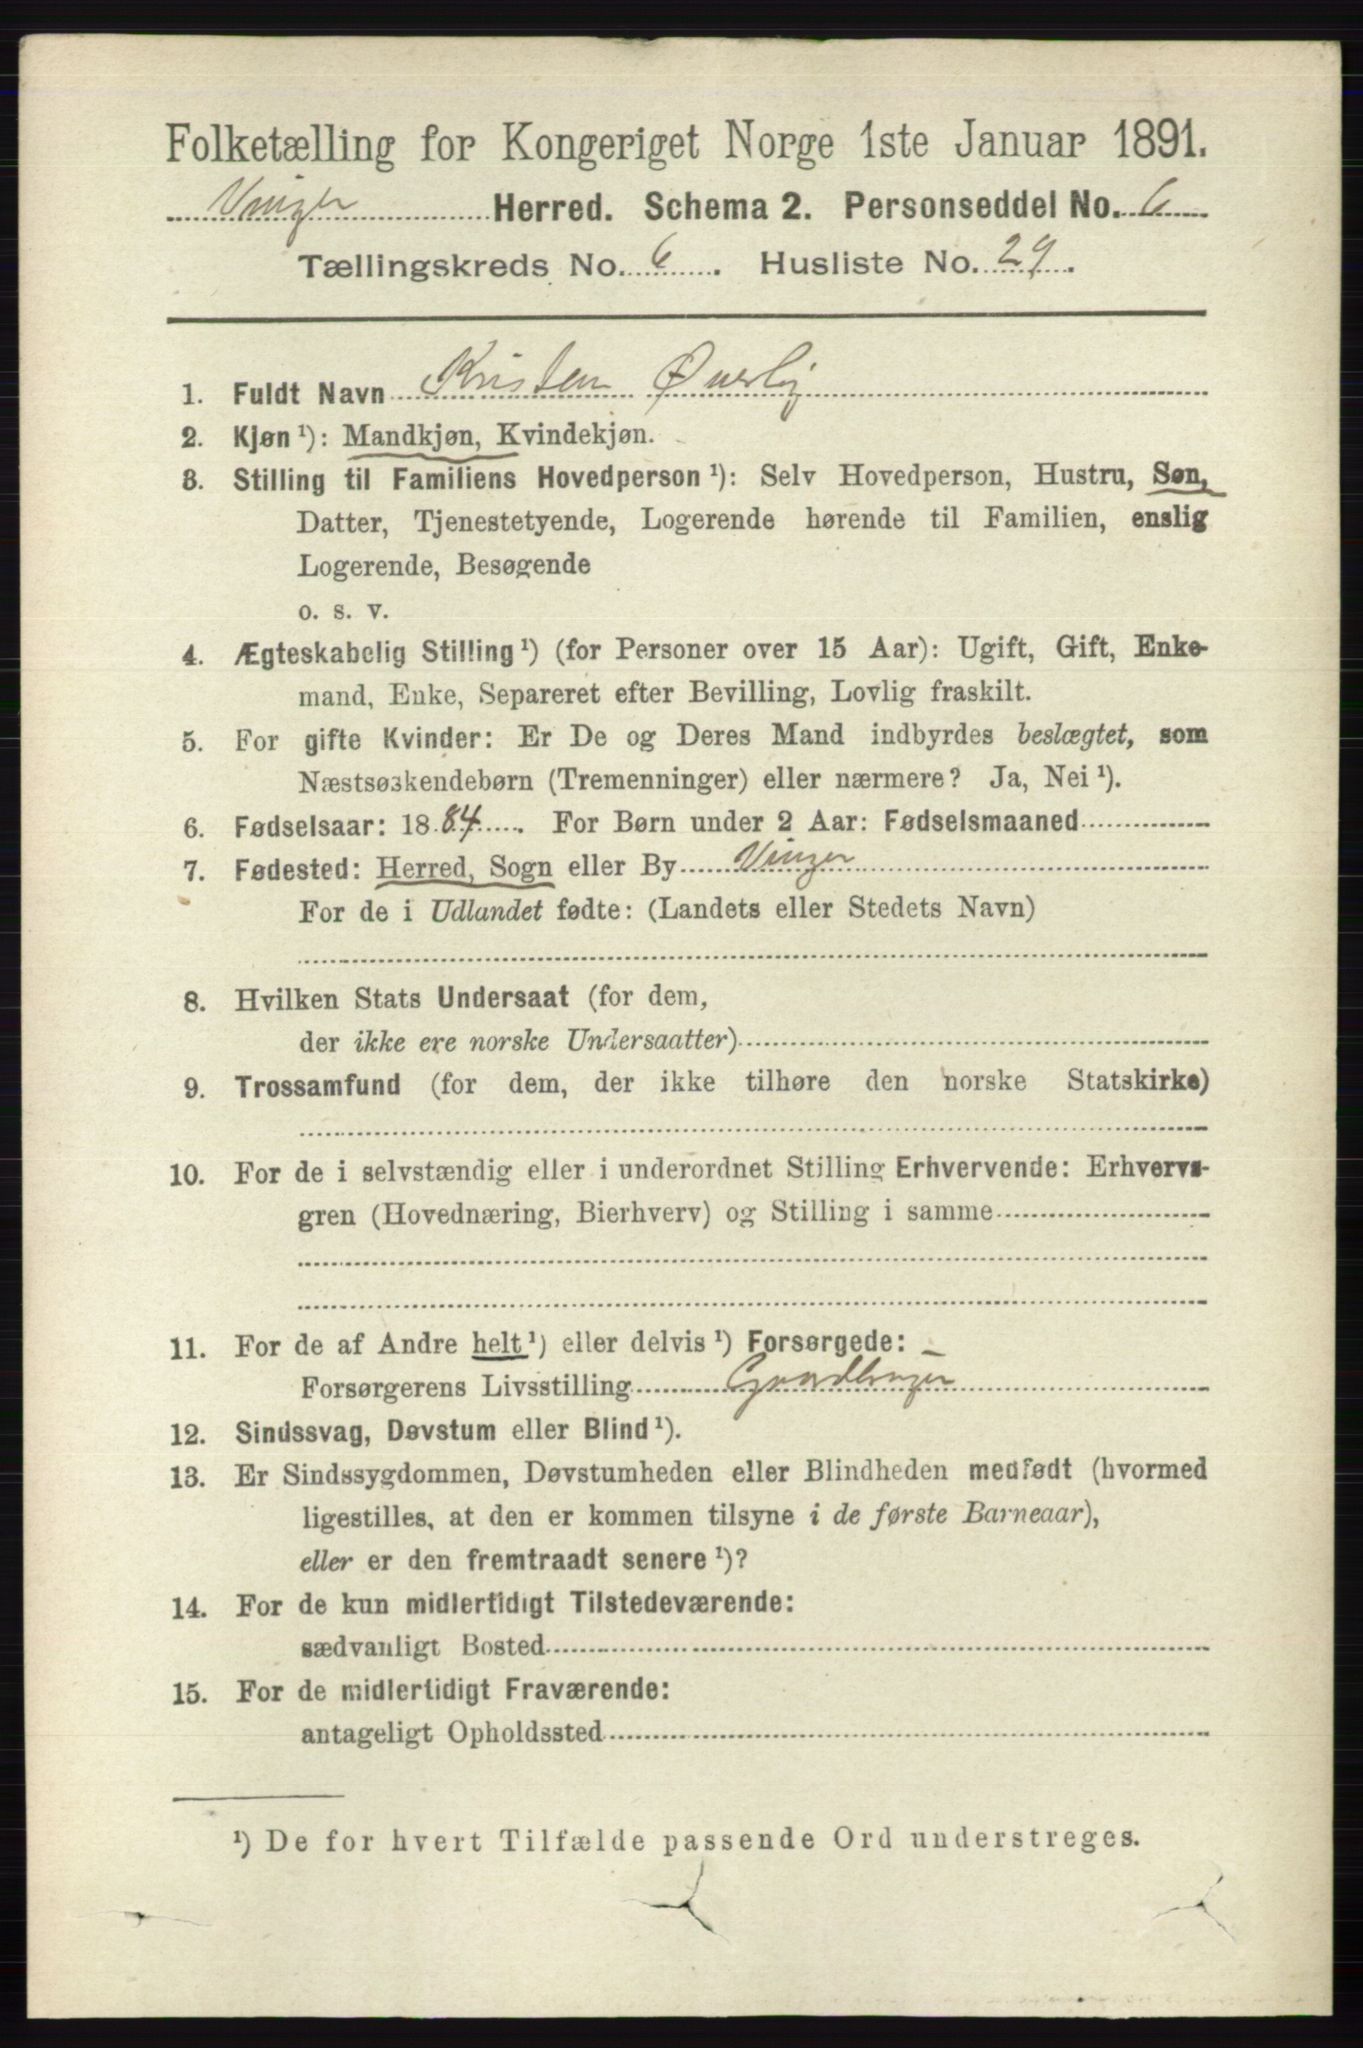 Folketælling for Kongeriget Norge 1ste Januar 1891.
Vinger Herred. Schema 2. Personseddel No. 6
Tællingskreds No. 6. Husliste No. 29.
1. Fuldt Navn Kristen Øverby
2. Kjøn ¹): Mandkjøn, Kvindekjøn.
3. Stilling til Familiens Hovedperson ¹): Selv Hovedperson, Hustru, Søn,
Datter, Tjenestetyende, Logerende hørende til Familien, enslig
Logerende, Besøgende
o. s. v.
4. Ægteskabelig Stilling ¹) (for Personer over 15 Aar): Ugift, Gift, Enke-
mand, Enke, Separeret efter Bevilling, Lovlig fraskilt.
5. For gifte Kvinder: Er De og Deres Mand indbyrdes beslægtet, som
Næstsøskendebørn (Tremenninger) eller nærmere? Ja, Nei ¹).
6. Fødselsaar: 1884. For Børn under 2 Aar: Fødselsmaaned
7. Fødested: Herred, Sogn eller By Vinger
For de i Udlandet fødte: (Landets eller Stedets Navn)
8. Hvilken Stats Undersaat (for dem,
der ikke ere norske Undersaatter)
9. Trossamfund (for dem, der ikke tilhøre den norske Statskirke)
10. For de i selvstændig eller i underordnet Stilling Erhvervende: Erhvervs-
gren (Hovednæring, Bierhverv) og Stilling i samme
11. For de af Andre helt ¹) eller delvis ¹) Forsørgede:
Forsørgerens Livsstilling Gaardbruger
12. Sindssvag, Døvstum eller Blind ¹).
13. Er Sindssygdommen, Døvstumheden eller Blindheden medfødt (hvormed
ligestilles, at den er kommen tilsyne i de første Barneaar),
eller er den fremtraadt senere ¹)?
14. For de kun midlertidigt Tilstedeværende:
sædvanligt Bosted
15. For de midlertidigt Fraværende:
antageligt Opholdssted
¹) De for hvert Tilfælde passende Ord understreges.